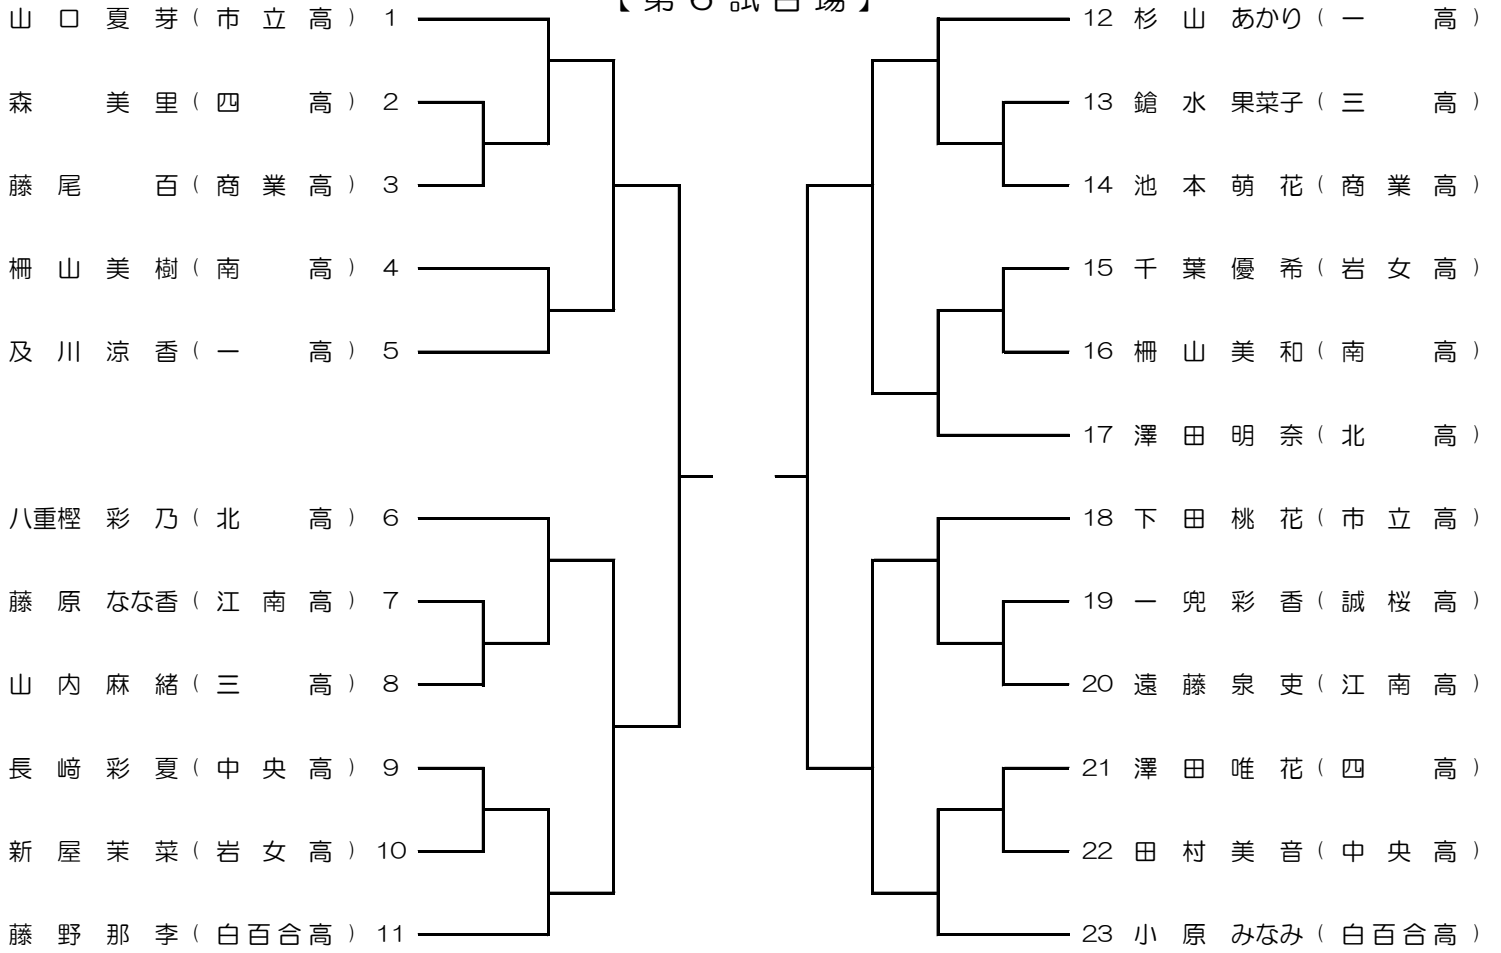 【第6試合場】
山口夏芽(市立高) 1
森美里(四高) 2
藤尾百(商業高) 3
柵山美樹(南高) 4
及川涼香(一高) 5
八重樫彩乃(北高) 6
藤原なな香(江南高) 7
山内麻緒(三高) 8
長﨑彩夏(中央高) 9
新屋茉菜(岩女高) 10
藤野那李(白百合高) 11
12 杉山あかり(一高)
13 鎗水果菜子(三高)
14 池本萌花(商業高)
15 千葉優希(岩女高)
16 柵山美和(南高)
17 澤田明奈(北高)
18 下田桃花(市立高)
19 一兜彩香(誠桜高)
20 遠藤泉吏(江南高)
21 澤田唯花(四高)
22 田村美音(中央高)
23 小原みなみ(白百合高)